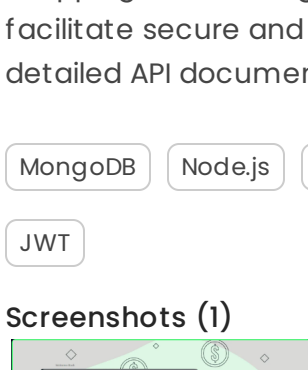 facilitate secure and
detailed API documen
MongoDB Node.js
JWT
Screenshots (1)